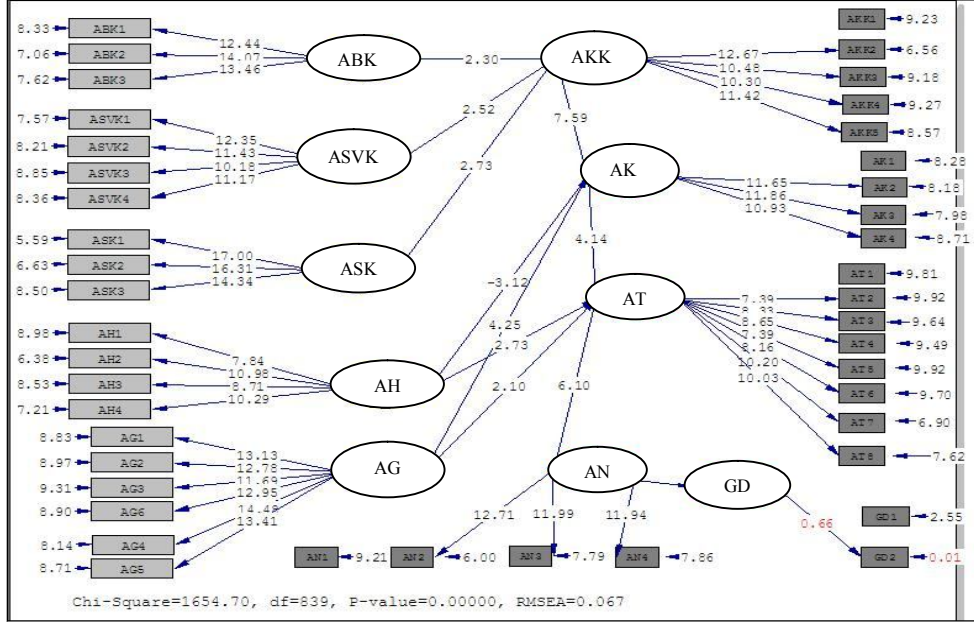 8.33 ABK1
7.06 ABK2
7.62 ABK3
12.44
14.07
13.46
ABK
2.30
AKK
12.67
10.48
10.30
11.42
AKK1 9.23
AKK2 6.56
AKK3 9.18
AKK4 9.27
AKK5 8.57
7.57 ASVK1
8.21 ASVK2
8.85 ASVK3
8.36 ASVK4
12.35
11.43
10.18
11.17
ASVK
2.52
7.59
2.73
AK
11.65
11.86
10.93
AK1 8.28
AK2 8.18
AK3 7.98
AK4 8.71
5.59 ASK1
6.63 ASK2
8.50 ASK3
17.00
16.31
14.34
ASK
4.14
-3.12
4.25
2.73
2.10
AT
7.39
8.33
8.65
7.39
8.16
10.20
10.03
AT1 9.81
AT2 9.92
AT3 9.64
AT4 9.49
AT5 9.92
AT6 9.70
AT7 6.90
AT8 7.62
8.98 AH1
6.38 AH2
8.53 AH3
7.21 AH4
7.84
10.98
8.71
10.29
AH
6.10
8.83 AG1
8.97 AG2
9.31 AG3
8.90 AG6
8.14 AG4
8.71 AG5
13.13
12.78
11.69
12.95
14.48
13.41
AG
AN
GD
12.71
11.99
11.94
0.66
GD1 2.55
GD2 0.01
AN1 9.21
AN2 6.00
AN3 7.79
AN4 7.86
Chi-Square=1654.70, df=839, P-value=0.00000, RMSEA=0.067